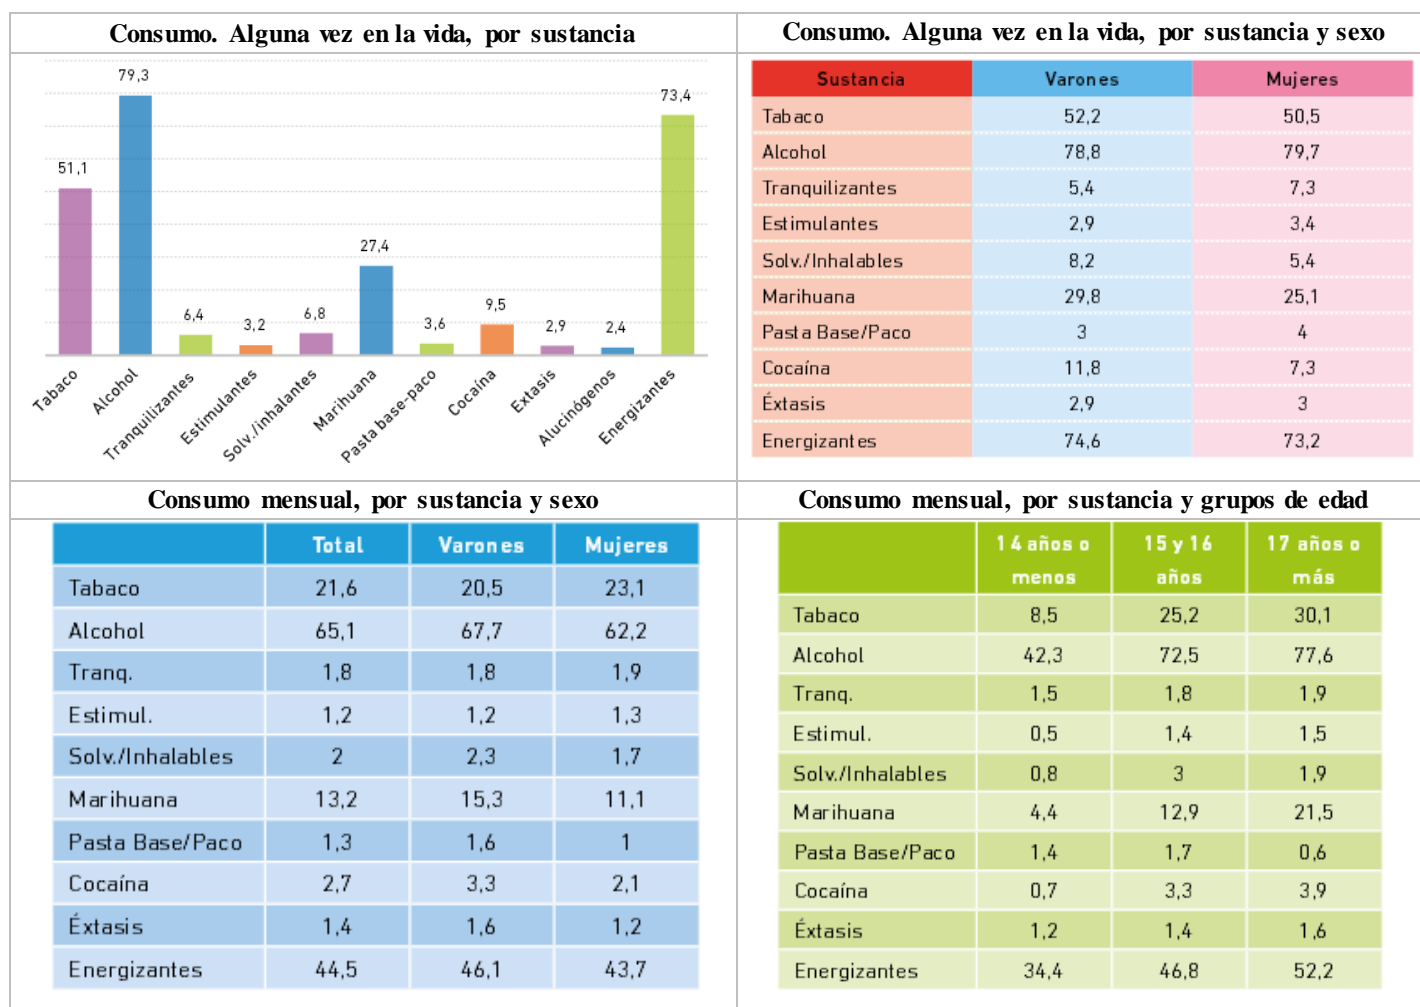 Consumo. Alguna vez en la vida, por sustancia
79,3
73,4
51,1
27,4
6,4
3,2
6,8
3,6
9,5
2,9
2,4
Tabaco
Alcohol
Tranquilizantes
Estimulantes
Solv./inhalantes
Marihuana
Pasta base-paco
Cocaína
Extasis
Alucinógenos
Energizantes
Consumo. Alguna vez en la vida, por sustancia y sexo
Sustancia Varones Mujeres
Tabaco 52,2 50,5
Alcohol 78,8 79,7
Tranquilizantes 5,4 7,3
Estimulantes 2,9 3,4
Solv./Inhalables 8,2 5,4
Marihuana 29,8 25,1
Pasta Base/Paco 3 4
Cocaína 11,8 7,3
Éxtasis 2,9 3
Energizantes 74,6 73,2
Consumo mensual, por sustancia y sexo
Total Varones Mujeres
Tabaco 21,6 20,5 23,1
Alcohol 65,1 67,7 62,2
Tranq. 1,8 1,8 1,9
Estimul. 1,2 1,2 1,3
Solv./Inhalables 2 2,3 1,7
Marihuana 13,2 15,3 11,1
Pasta Base/Paco 1,3 1,6 1
Cocaína 2,7 3,3 2,1
Éxtasis 1,4 1,6 1,2
Energizantes 44,5 46,1 43,7
Consumo mensual, por sustancia y grupos de edad
14 años o 15 y 16 17 años o
menos años más
Tabaco 8,5 25,2 30,1
Alcohol 42,3 72,5 77,6
Tranq. 1,5 1,8 1,9
Estimul. 0,5 1,4 1,5
Solv./Inhalables 0,8 3 1,9
Marihuana 4,4 12,9 21,5
Pasta Base/Paco 1,4 1,7 0,6
Cocaína 0,7 3,3 3,9
Éxtasis 1,2 1,4 1,6
Energizantes 34,4 46,8 52,2